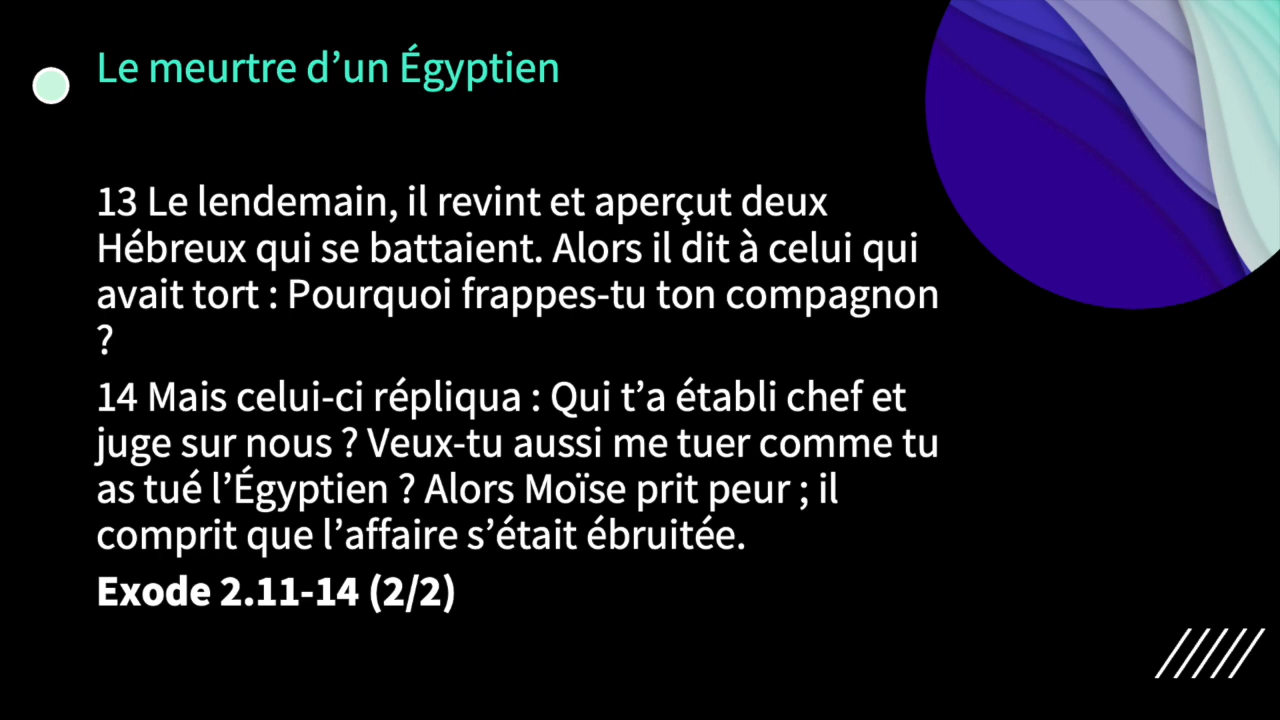 Le meurtre d’un Égyptien
13 Le lendemain, il revint et aperçut deux
Hébreux qui se battaient. Alors il dit à celui qui
avait tort : Pourquoi frappes-tu ton compagnon
?
14 Mais celui-ci répliqua : Qui t’a établi chef et
juge sur nous ? Veux-tu aussi me tuer comme tu
as tué l’Égyptien ? Alors Moïse prit peur ; il
comprit que l’affaire s’était ébruitée.
Exode 2.11-14 (2/2)